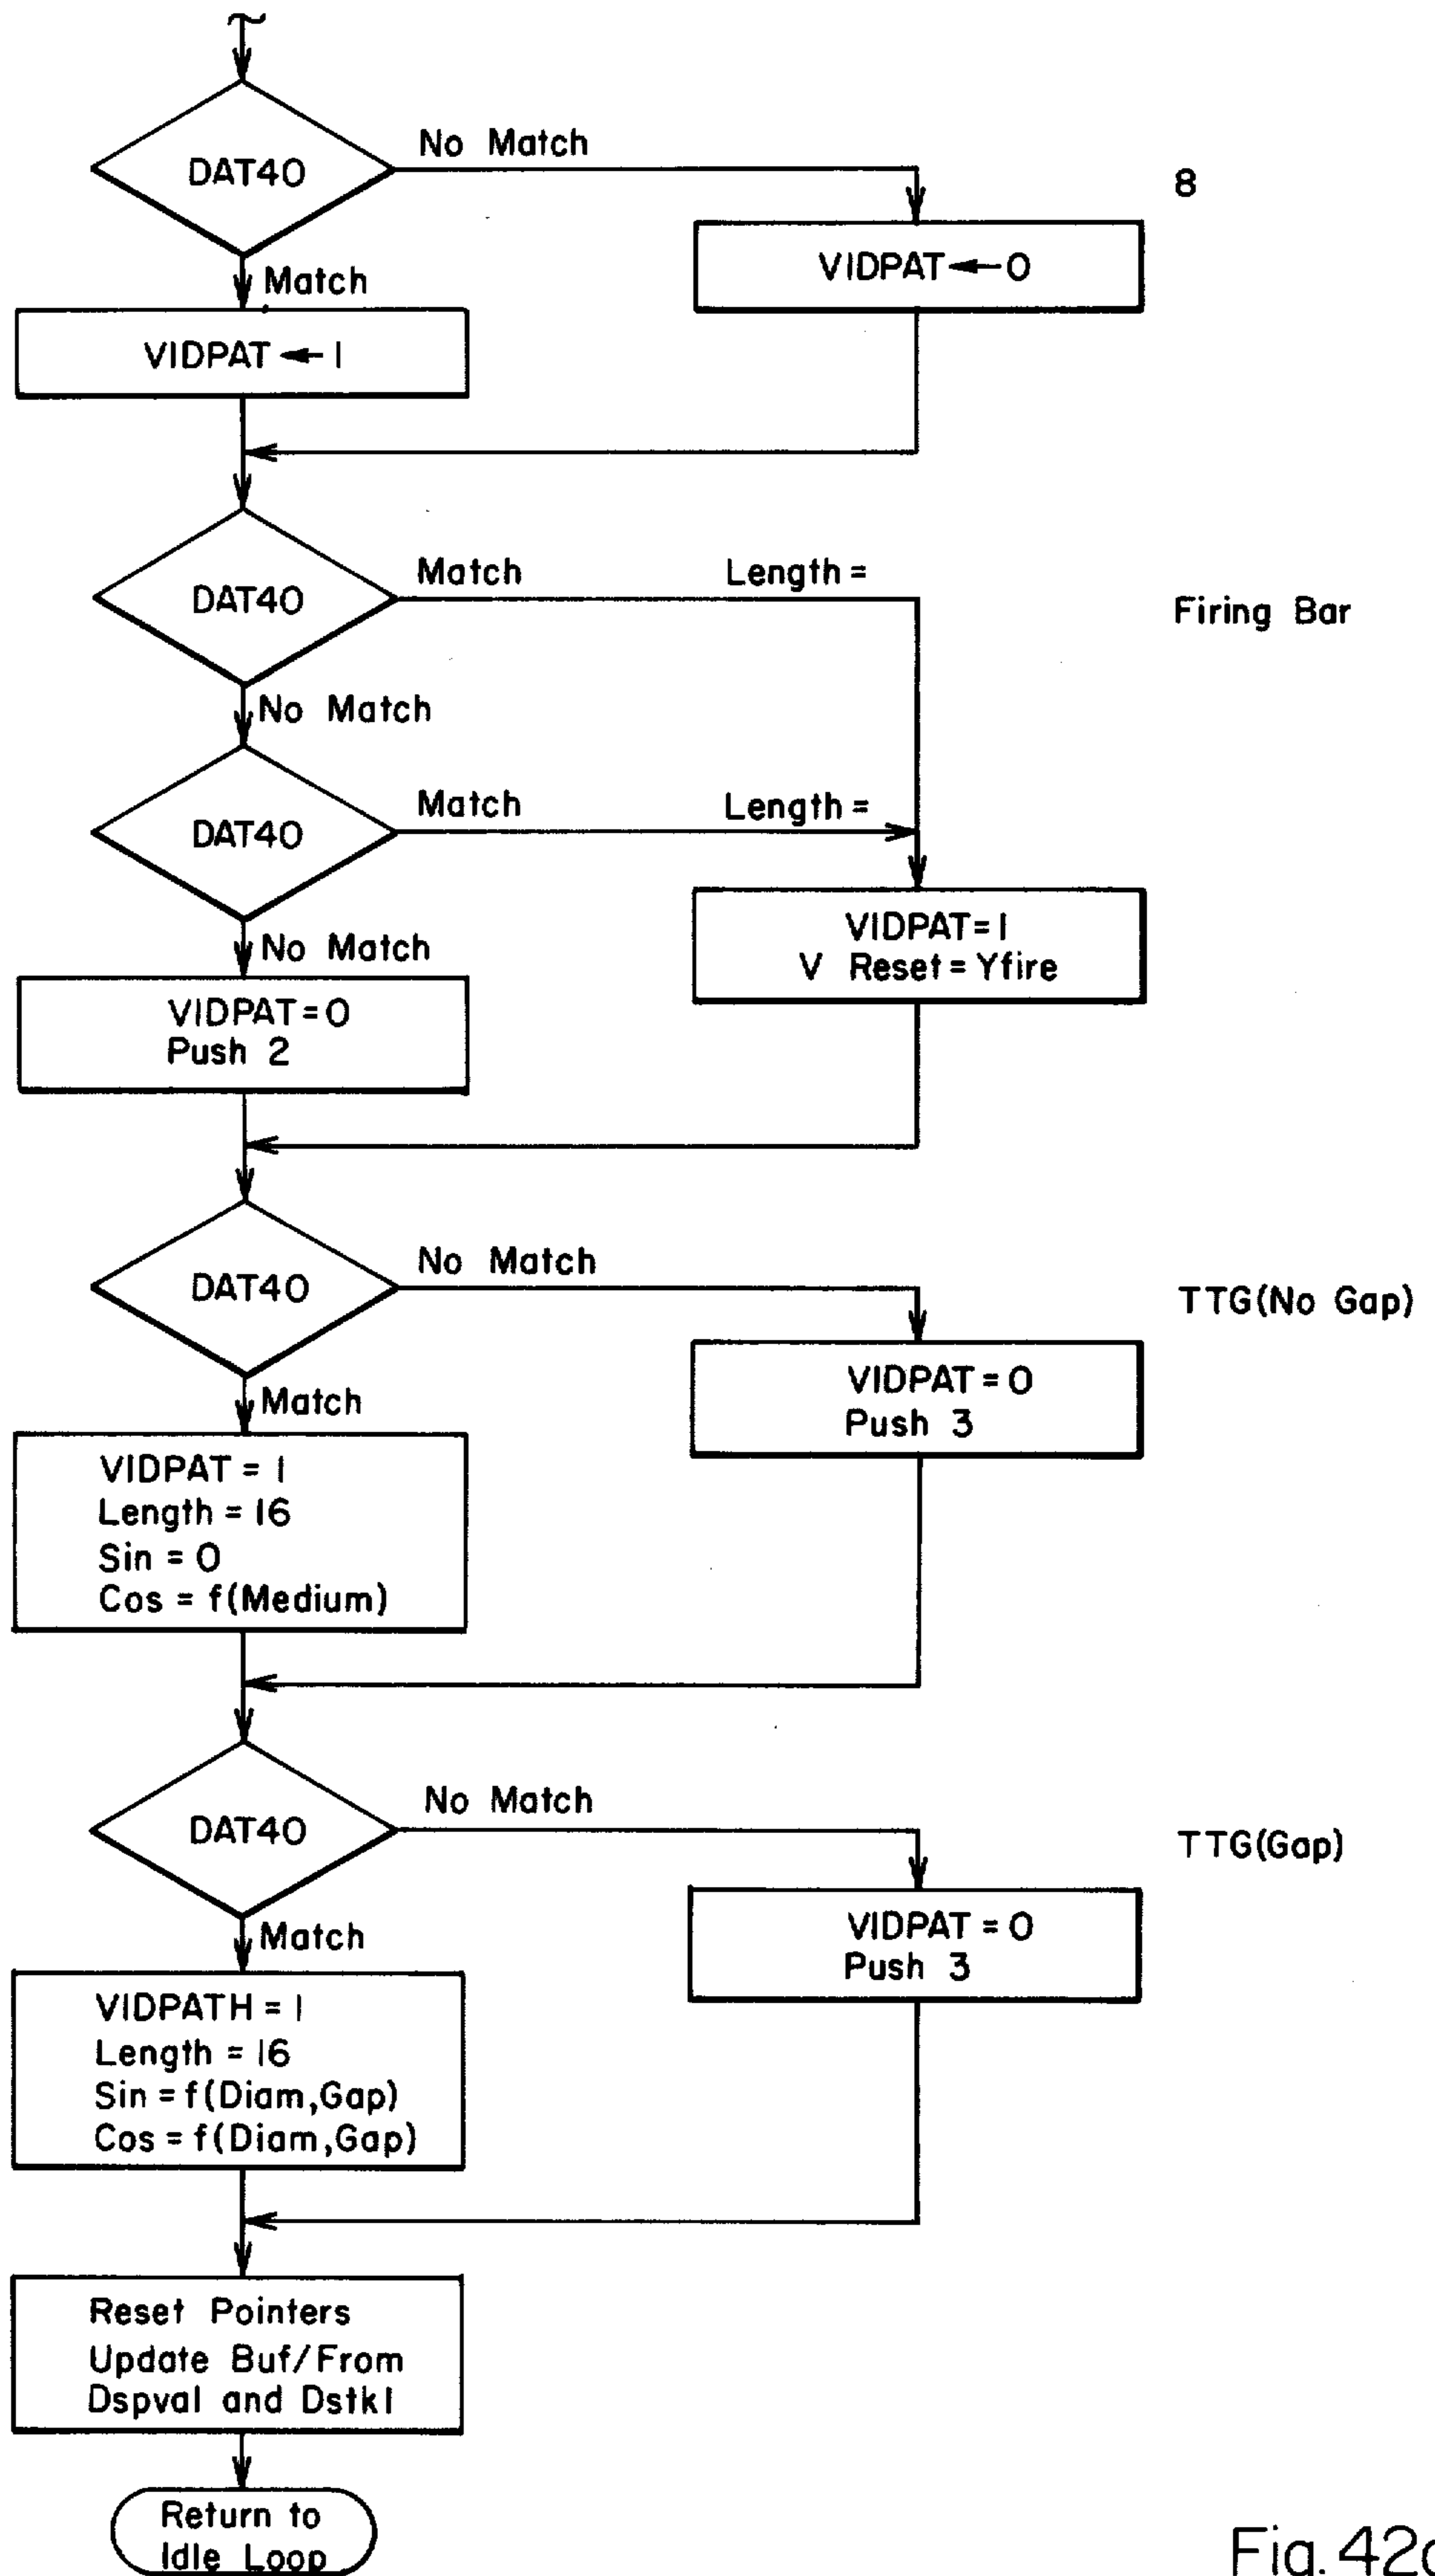 DAT40
No Match
8
VIDPAT←0
Match
VIDPAT←1
DAT40
Match
Length =
Firing Bar
No Match
DAT40
Match
Length =
VIDPAT=1
V Reset=Yfire
No Match
VIDPAT=0
Push 2
DAT40
No Match
TTG(No Gap)
VIDPAT=0
Push 3
Match
VIDPAT = 1
Length = 16
Sin = 0
Cos = f(Medium)
DAT40
No Match
TTG(Gap)
VIDPAT = 0
Push 3
Match
VIDPATH = 1
Length = 16
Sin = f(Diam,Gap)
Cos = f(Diam,Gap)
Reset Pointers
Update Buf/From
Dspval and Dstk1
Return to
Idle Loop